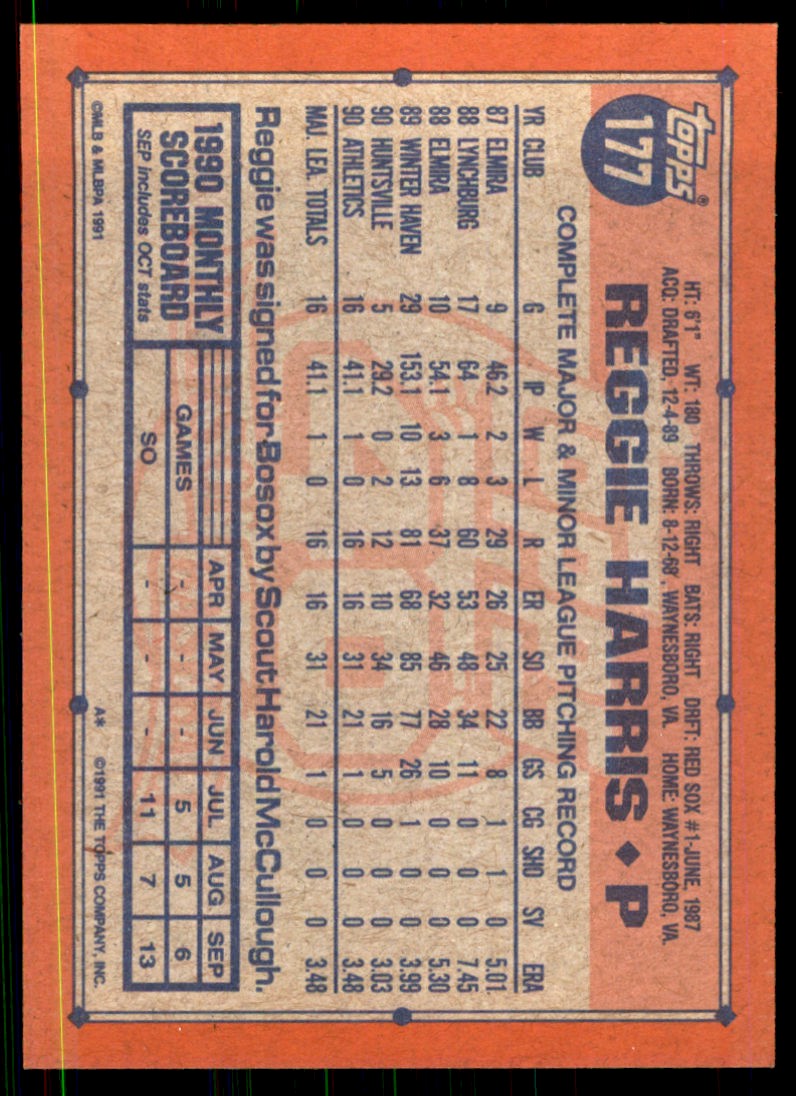 topps®
177
HT: 6'1" WT: 180 THROWS: RIGHT BATS: RIGHT DRFT: RED SOX #1-JUNE, 1987
ACQ: DRAFTED, 12-4-89 BORN: 8-12-68, WAYNESBORO, VA. HOME: WAYNESBORO, VA.
REGGIE HARRIS ♦ P
COMPLETE MAJOR & MINOR LEAGUE PITCHING RECORD
YR CLUB G IP W L R ER SO BB GS CG SHO SV ERA
87 ELMIRA 9 46.2 2 3 29 26 25 22 8 1 1 0 5.01
88 LYNCHBURG 17 64 1 8 60 53 48 34 11 0 0 0 7.45
88 ELMIRA 10 54.1 3 6 37 32 46 28 10 0 0 0 5.30
89 WINTER HAVEN 29 153.1 10 13 81 68 85 77 26 1 0 0 3.99
90 HUNTSVILLE 5 29.2 0 2 12 10 34 16 5 0 0 0 3.03
90 ATHLETICS 16 41.1 1 0 16 16 31 21 1 0 0 0 3.48
MAJ. LEA. TOTALS 16 41.1 1 0 16 16 31 21 1 0 0 0 3.48
Reggie was signed for Bosox by Scout Harold McCullough.
1990 MONTHLY
SCOREBOARD
SEP includes OCT stats
APR MAY JUN JUL AUG SEP
GAMES - - - 5 5 6
SO - - - 11 7 13
©MLB & MLBPA 1991
A* ©1991 THE TOPPS COMPANY, INC.